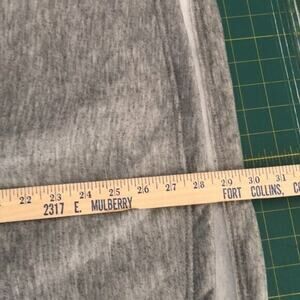 22 23 24 25 26 27 28 29 30 31
2317 E. MULBERRY FORT COLLINS,